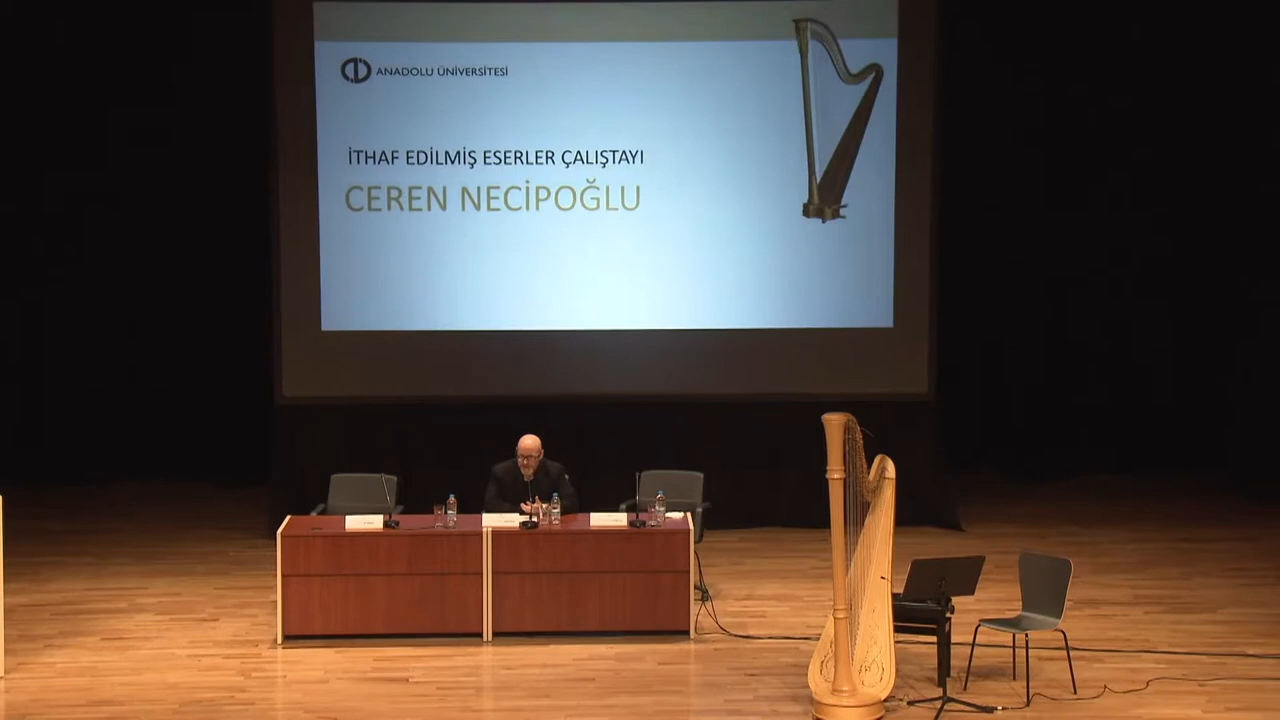 ANADOLU ÜNİVERSİTESİ
İTHAF EDİLMİŞ ESERLER ÇALIŞTAYI
CEREN NECİPOĞLU